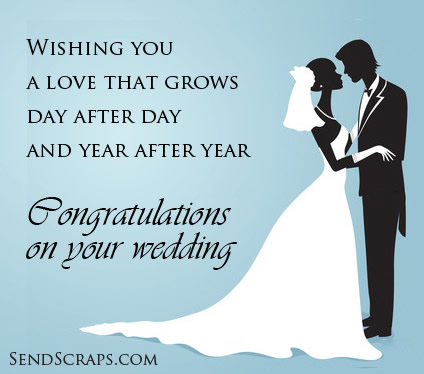 Wishing you
a love that grows
day after day
and year after year
Congratulations
on your wedding
SendScraps.com